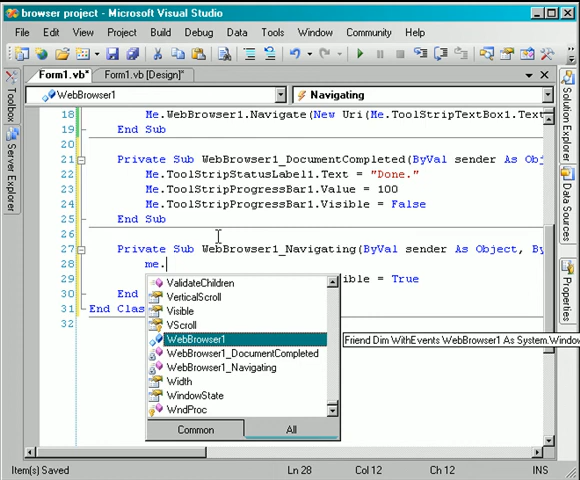 browser project - Microsoft Visual Studio
File Edit View Project Build Debug Data Tools Window Community Help
Form1.vb* Form1.vb [Design]*
WebBrowser1 Navigating
Toolbox
Server Explorer
Solution Explorer
Properties
18 Me.WebBrowser1.Navigate(New Uri(Me.ToolStripTextBox1.Text
19 End Sub
20
21 Private Sub WebBrowser1_DocumentCompleted(ByVal sender As Obj
22 Me.ToolStripStatusLabel1.Text = "Done."
23 Me.ToolStripProgressBar1.Value = 100
24 Me.ToolStripProgressBar1.Visible = False
25 End Sub
26
27 Private Sub WebBrowser1_Navigating(ByVal sender As Object, By
28 me.
29 ible = True
30 End
31 End Clas
32
ValidateChildren
VerticalScroll
Visible
VScroll
WebBrowser1
WebBrowser1_DocumentCompleted
WebBrowser1_Navigating
Width
WindowState
WndProc
Common All
Friend Dim WithEvents WebBrowser1 As System.Window
Item(s) Saved Ln 28 Col 12 Ch 12 INS